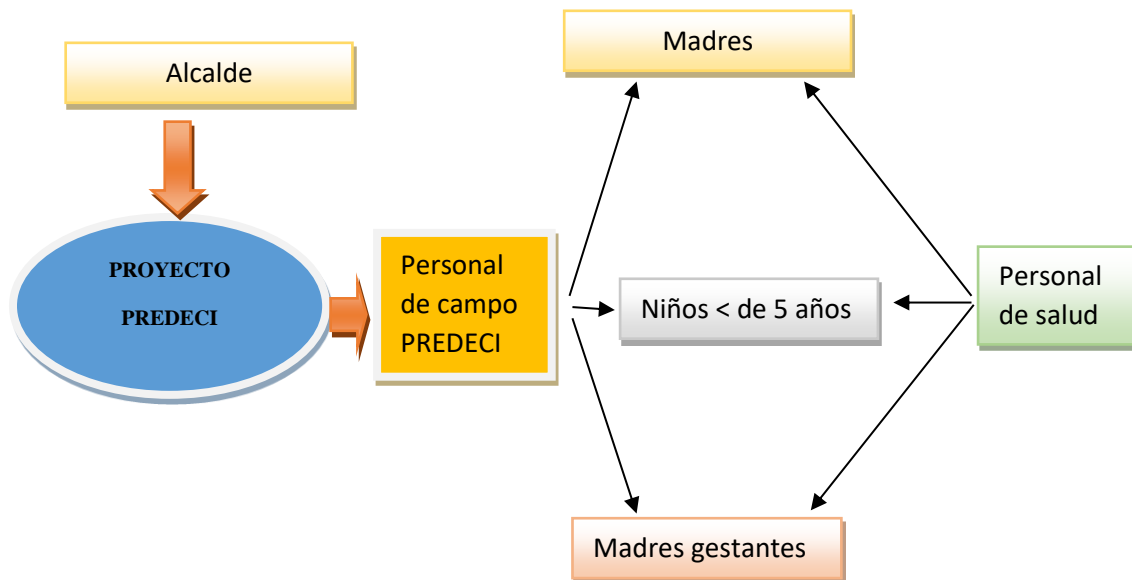 Alcalde
Madres
PROYECTO
PREDECI
Personal
de campo
PREDECI
Niños < de 5 años
Personal
de salud
Madres gestantes